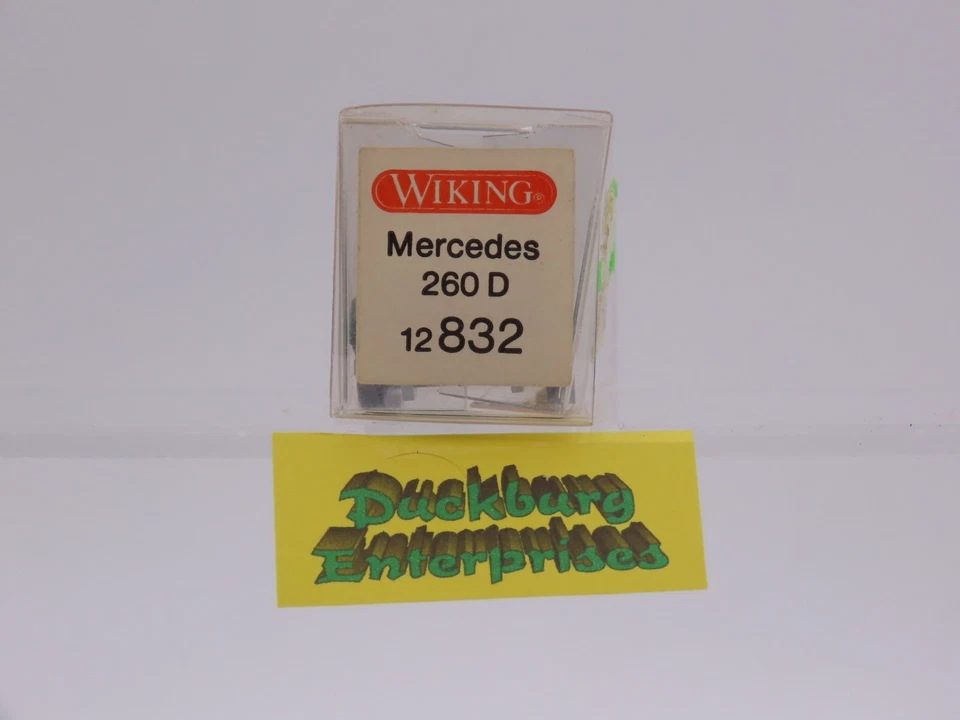 WIKING®
Mercedes
260 D
12 832
Duckburg
Enterprises